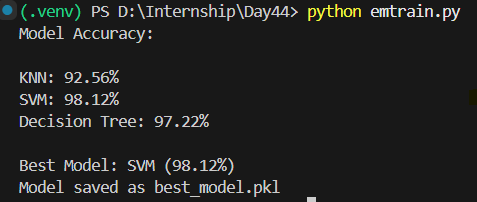 (.venv) PS D:\Internship\Day44> python emtrain.py
Model Accuracy:
KNN: 92.56%
SVM: 98.12%
Decision Tree: 97.22%
Best Model: SVM (98.12%)
Model saved as best_model.pkl